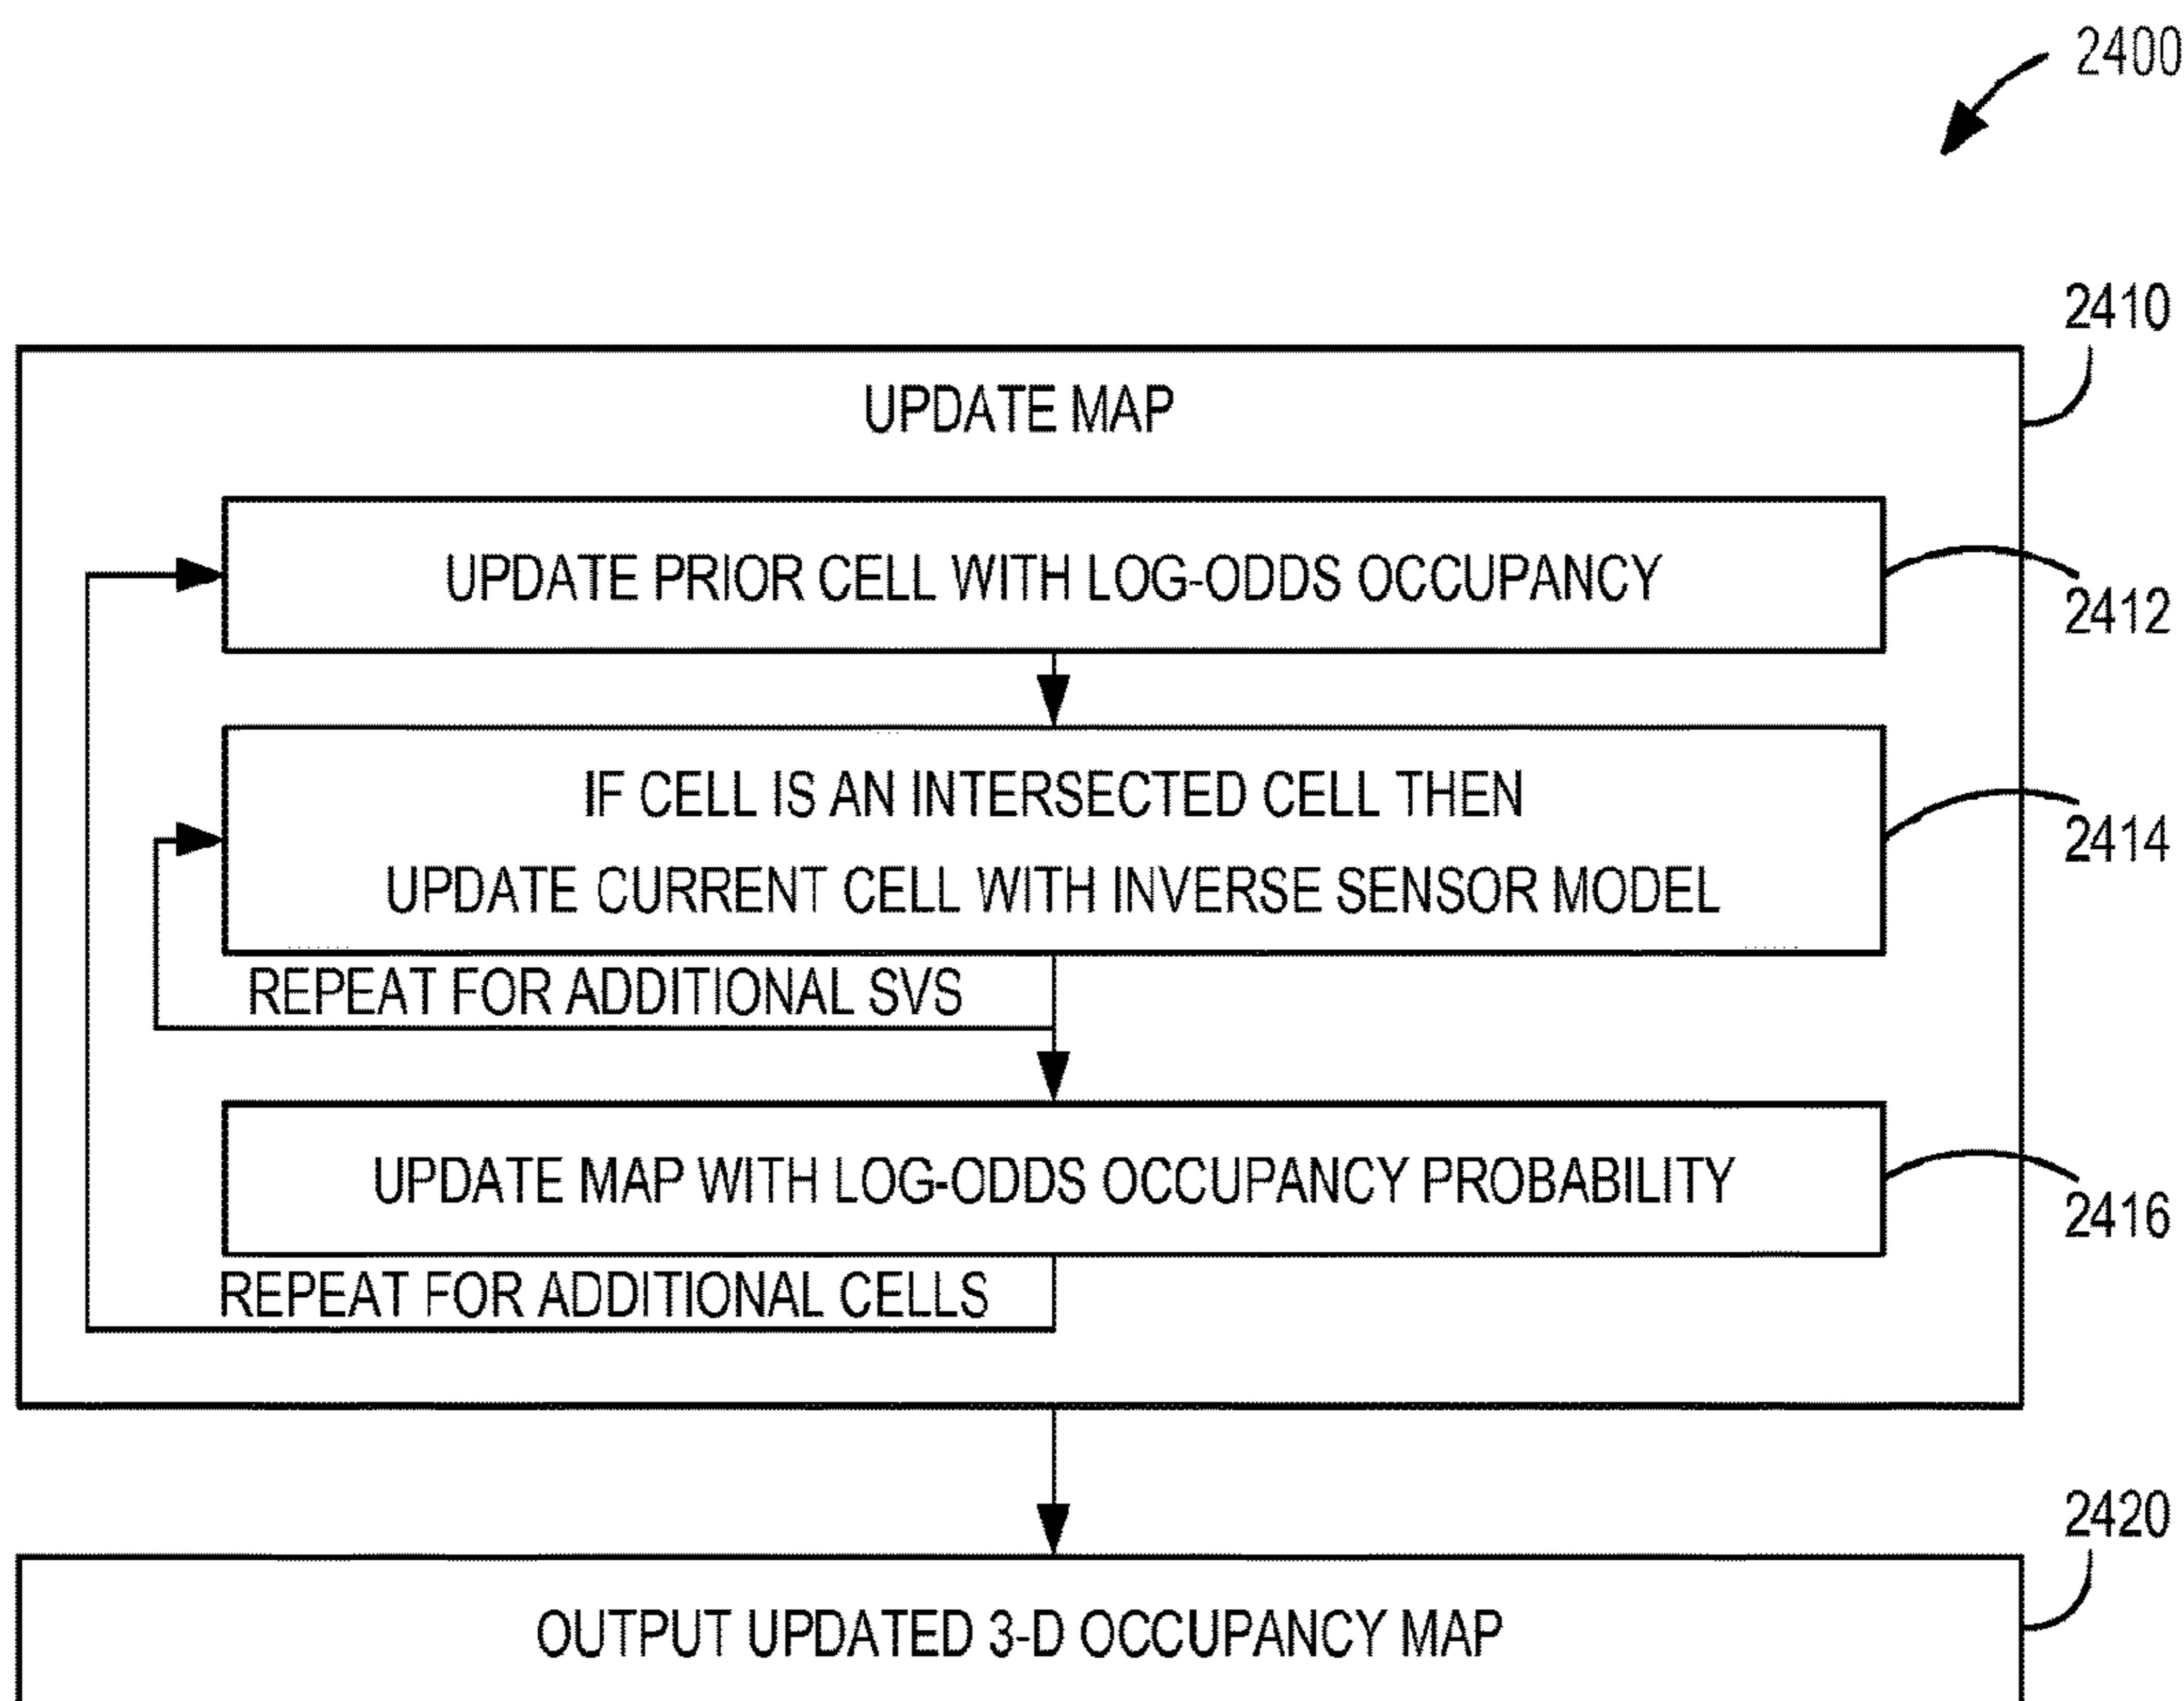 2400
2410
UPDATE MAP
UPDATE PRIOR CELL WITH LOG-ODDS OCCUPANCY
2412
IF CELL IS AN INTERSECTED CELL THEN
UPDATE CURRENT CELL WITH INVERSE SENSOR MODEL
2414
REPEAT FOR ADDITIONAL SVS
UPDATE MAP WITH LOG-ODDS OCCUPANCY PROBABILITY
2416
REPEAT FOR ADDITIONAL CELLS
2420
OUTPUT UPDATED 3-D OCCUPANCY MAP